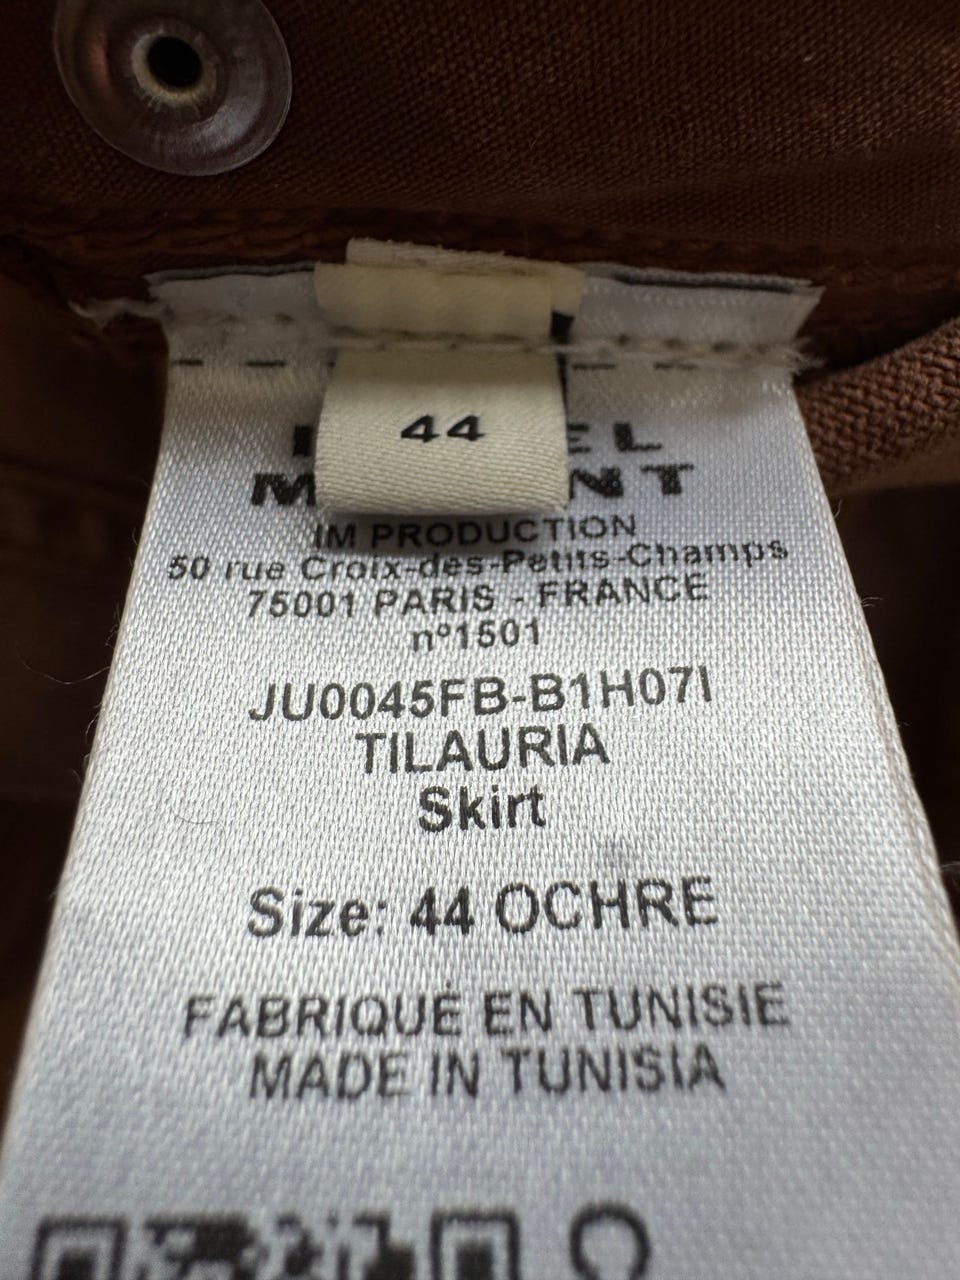 44
IM PRODUCTION
50 rue Croix-des-Petits-Champs
75001 PARIS - FRANCE
n°1501
JU0045FB-B1H07I
TILAURIA
Skirt
Size: 44 OCHRE
FABRIQUÉ EN TUNISIE
MADE IN TUNISIA